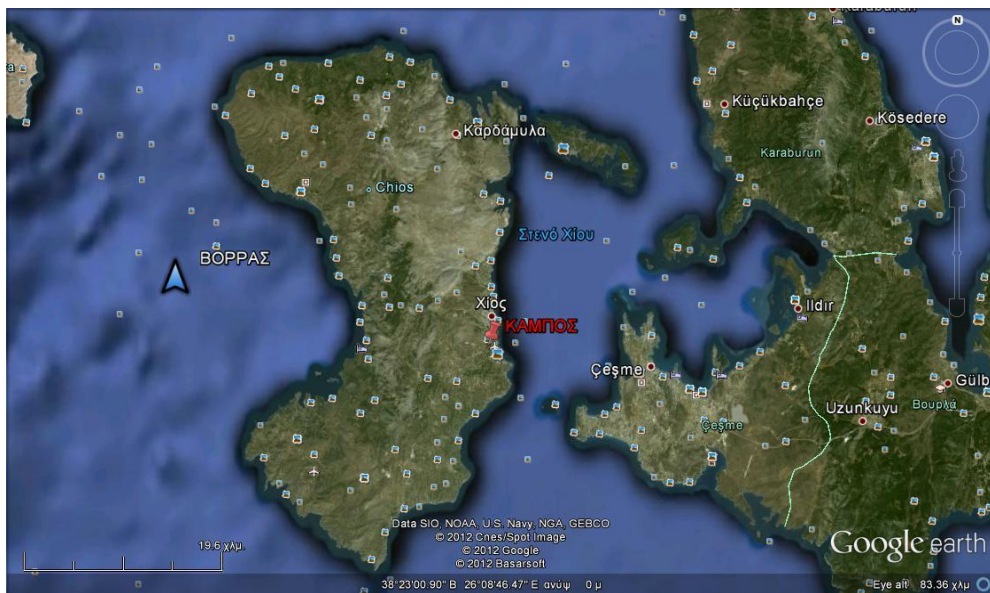 Karaburun
N
Küçükbahçe
Kösedere
Καρδάμυλα
Karaburun
Chios
Στενό Χίου
ΒΟΡΡΑΣ
Χίος
ΚΑΜΠΟΣ
Ildır
Çeşme
Gülb
Βουρλά
Uzunkuyu
Çeşme
Data SIO, NOAA, U.S. Navy, NGA, GEBCO
© 2012 Cnes/Spot Image
© 2012 Google
© 2012 Basarsoft
19.6 χλμ.
Google earth
38°23'00.90" Β 26°08'46.47" Ε ανύψ 0 μ
Eye alt 83.36 χλμ